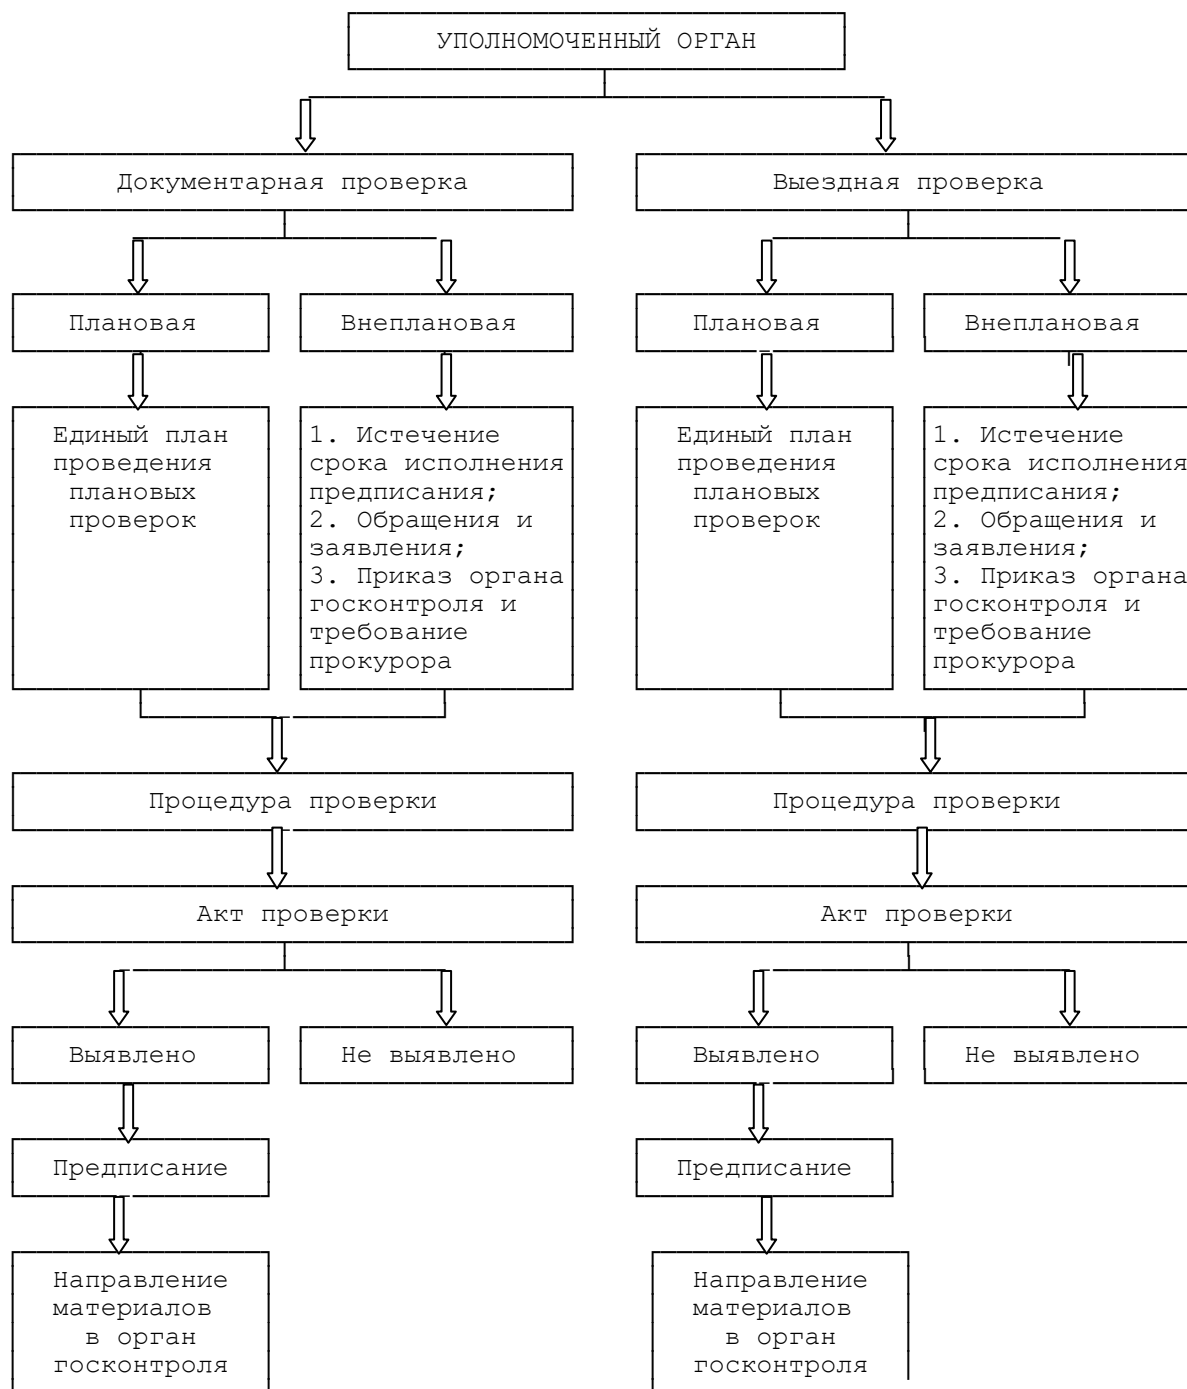 УПОЛНОМОЧЕННЫЙ ОРГАН
Документарная проверка
Выездная проверка
Плановая
Внеплановая
Плановая
Внеплановая
Единый план
проведения
плановых
проверок
1. Истечение
срока исполнения
предписания;
2. Обращения и
заявления;
3. Приказ органа
госконтроля и
требование
прокурора
Единый план
проведения
плановых
проверок
1. Истечение
срока исполнения
предписания;
2. Обращения и
заявления;
3. Приказ органа
госконтроля и
требование
прокурора
Процедура проверки
Процедура проверки
Акт проверки
Акт проверки
Выявлено
Не выявлено
Выявлено
Не выявлено
Предписание
Предписание
Направление
материалов
в орган
госконтроля
Направление
материалов
в орган
госконтроля